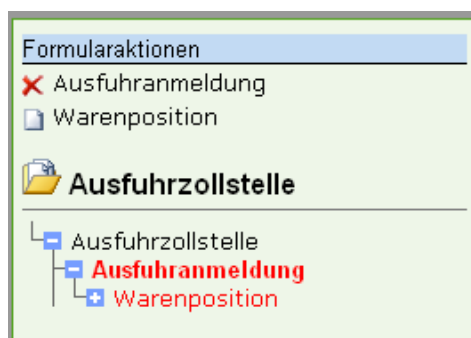 Formularaktionen
Ausfuhranmeldung
Warenposition
Ausfuhrzollstelle
Ausfuhrzollstelle
Ausfuhranmeldung
Warenposition